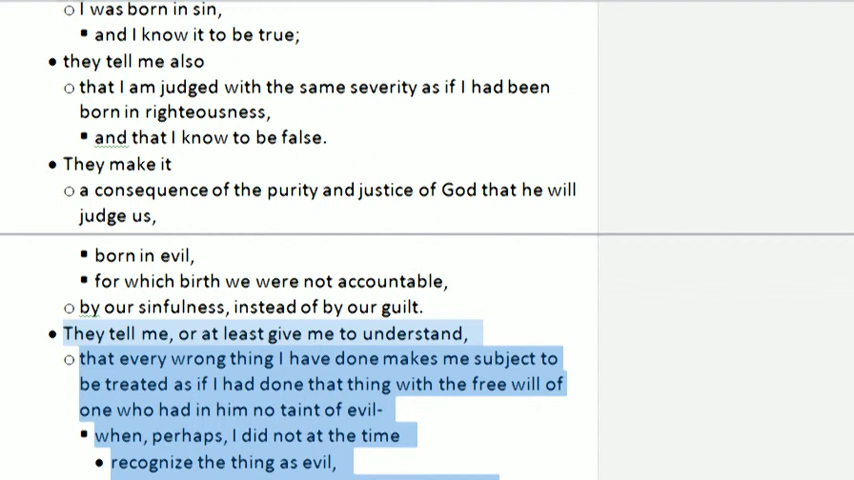 I was born in sin,
and I know it to be true;
they tell me also
that I am judged with the same severity as if I had been
born in righteousness,
and that I know to be false.
They make it
a consequence of the purity and justice of God that he will
judge us,
born in evil,
for which birth we were not accountable,
by our sinfulness, instead of by our guilt.
They tell me, or at least give me to understand,
that every wrong thing I have done makes me subject to
be treated as if I had done that thing with the free will of
one who had in him no taint of evil-
when, perhaps, I did not at the time
recognize the thing as evil,